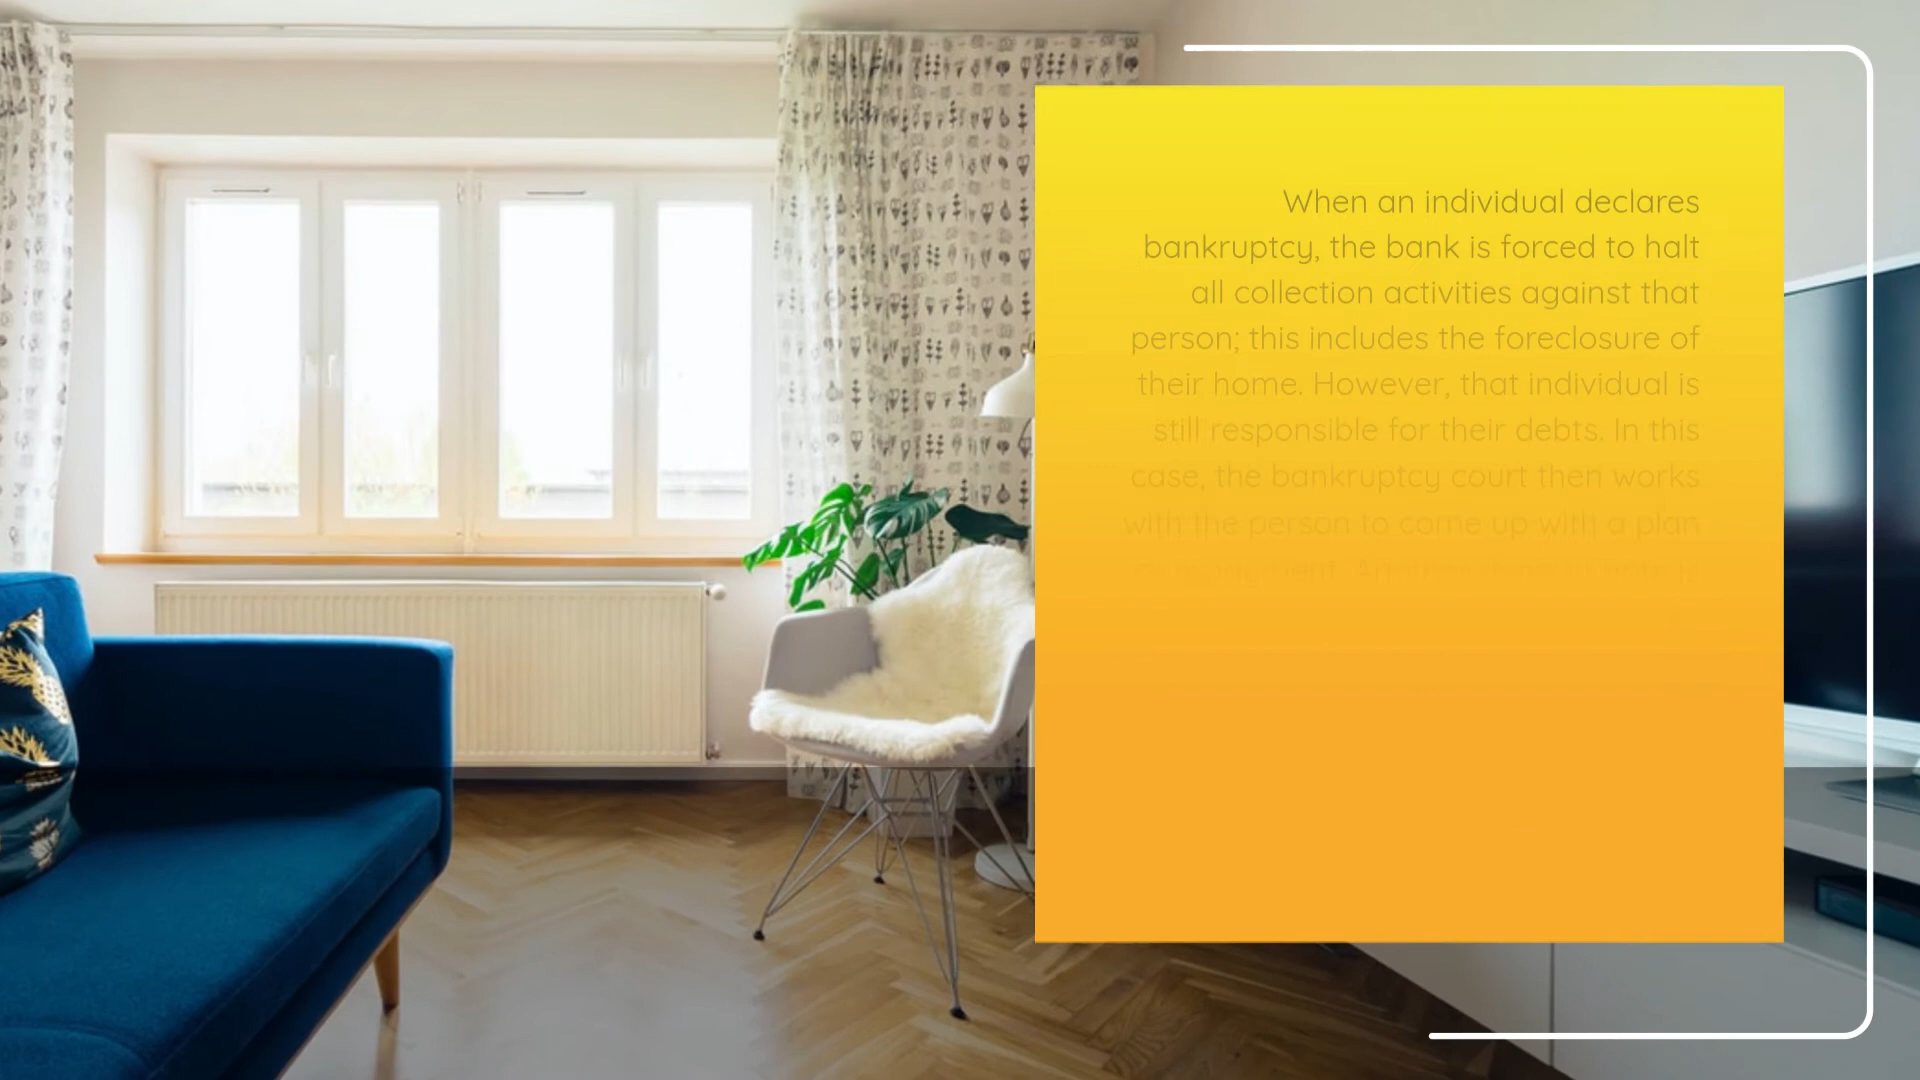 When an individual declares
bankruptcy, the bank is forced to halt
all collection activities against that
person; this includes the foreclosure of
their home. However, that individual is
still responsible for their debts. In this
case, the bankruptcy court then works
with the person to come up with a plan